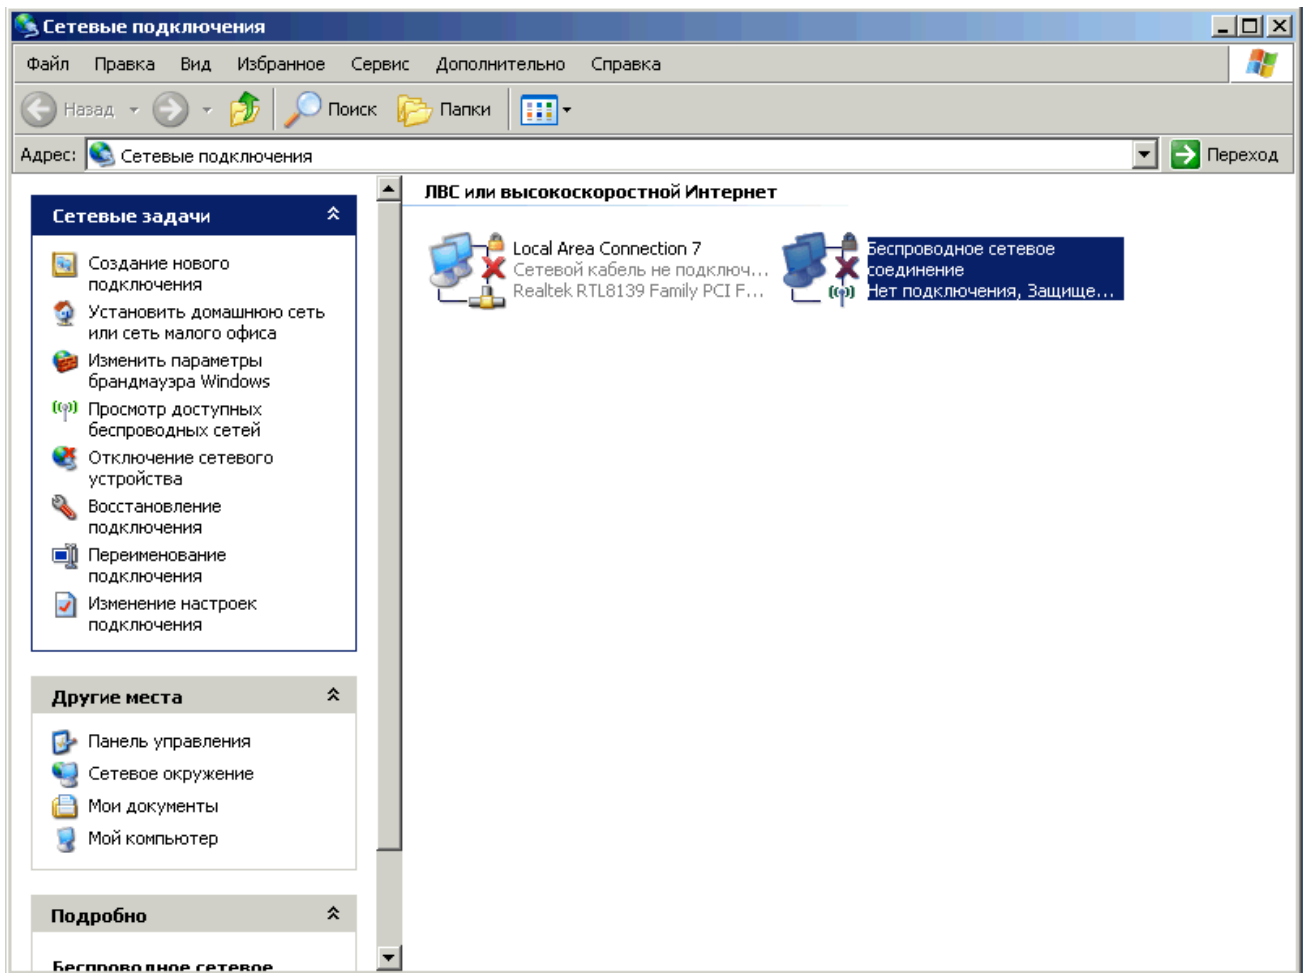 Сетевые подключения
Файл Правка Вид Избранное Сервис Дополнительно Справка
Назад Поиск Папки
Адрес: Сетевые подключения Переход
Сетевые задачи
Создание нового
подключения
Установить домашнюю сеть
или сеть малого офиса
Изменить параметры
брандмауэра Windows
Просмотр доступных
беспроводных сетей
Отключение сетевого
устройства
Восстановление
подключения
Переименование
подключения
Изменение настроек
подключения
Другие места
Панель управления
Сетевое окружение
Мои документы
Мой компьютер
Подробно
Беспроводное сетевое
ЛВС или высокоскоростной Интернет
Local Area Connection 7
Сетевой кабель не подключ...
Realtek RTL8139 Family PCI F...
Беспроводное сетевое
соединение
Нет подключения, Защище...